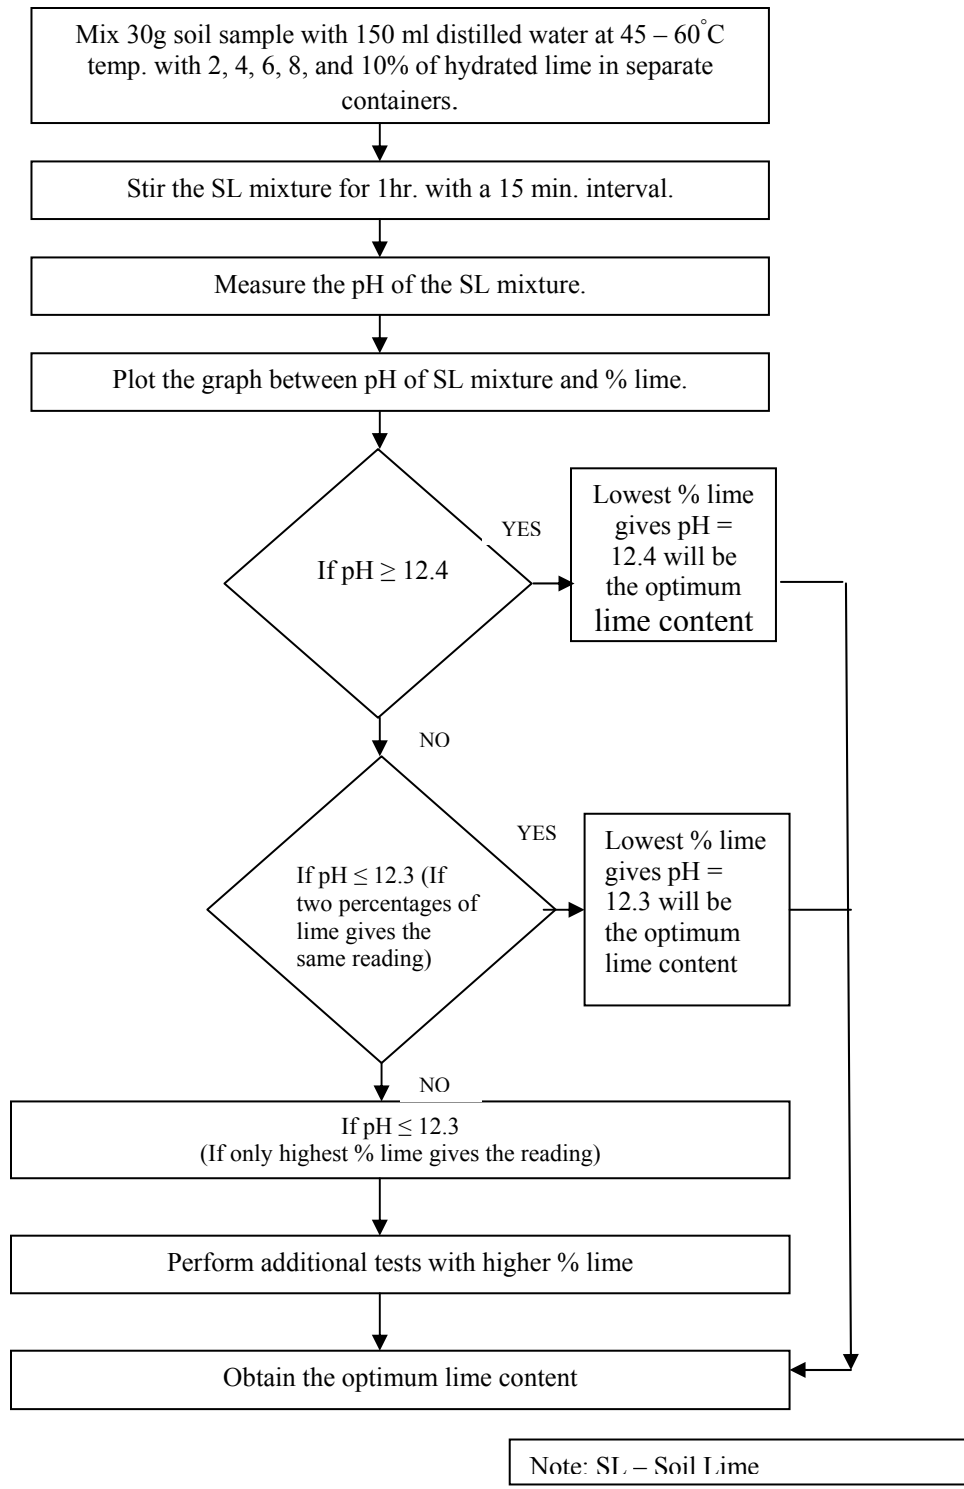 Mix 30g soil sample with 150 ml distilled water at 45 – 60°C
temp. with 2, 4, 6, 8, and 10% of hydrated lime in separate
containers.
Stir the SL mixture for 1hr. with a 15 min. interval.
Measure the pH of the SL mixture.
Plot the graph between pH of SL mixture and % lime.
If pH ≥ 12.4
YES
Lowest % lime
gives pH =
12.4 will be
the optimum
lime content
NO
If pH ≤ 12.3 (If
two percentages of
lime gives the
same reading)
YES
Lowest % lime
gives pH =
12.3 will be
the optimum
lime content
NO
If pH ≤ 12.3
(If only highest % lime gives the reading)
Perform additional tests with higher % lime
Obtain the optimum lime content
Note: SL – Soil Lime